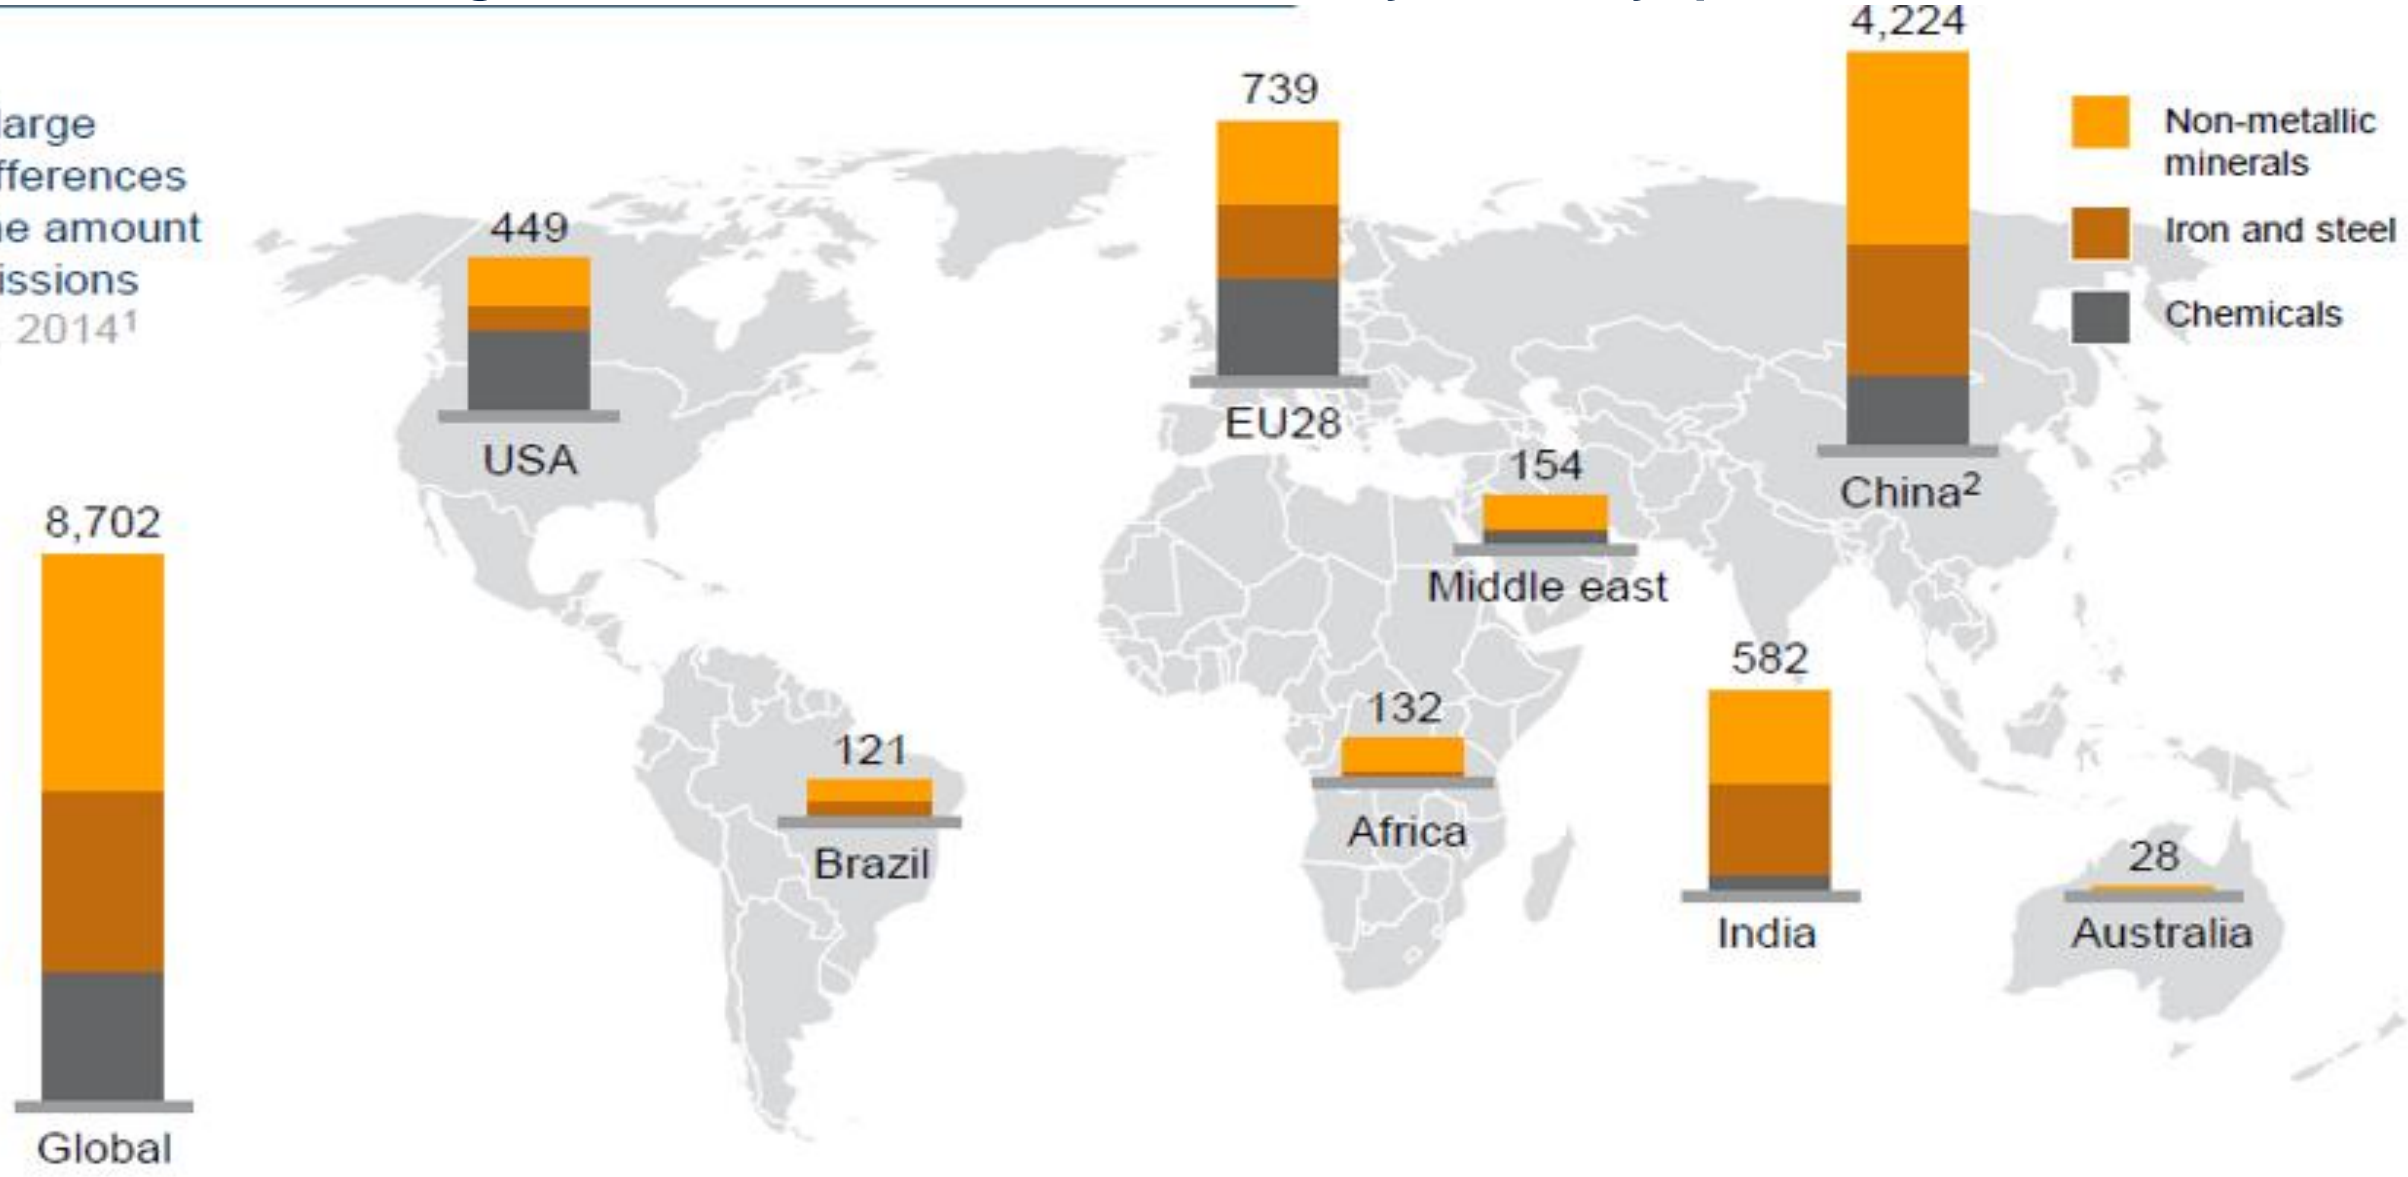 large
fferences
e amount
issions
2014¹
8,702
Global
449
USA
121
Brazil
739
EU28
154
Middle east
132
Africa
582
India
4,224
China²
28
Australia
Non-metallic
minerals
Iron and steel
Chemicals